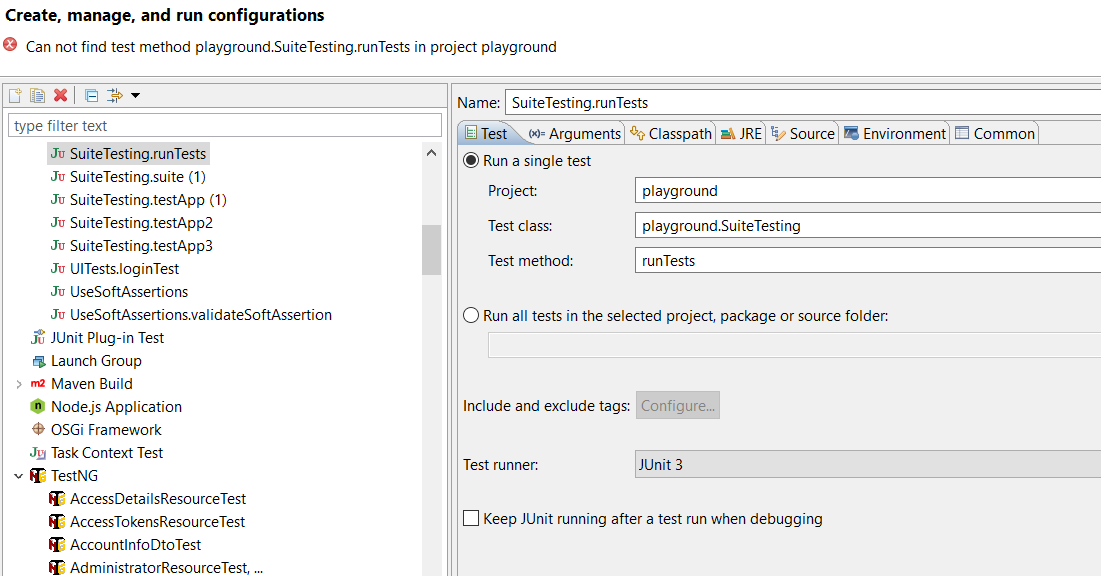 Create, manage, and run configurations
Can not find test method playground.SuiteTesting.runTests in project playground
type filter text
SuiteTesting.runTests
SuiteTesting.suite (1)
SuiteTesting.testApp (1)
SuiteTesting.testApp2
SuiteTesting.testApp3
UITests.loginTest
UseSoftAssertions
UseSoftAssertions.validateSoftAssertion
JUnit Plug-in Test
Launch Group
Maven Build
Node.js Application
OSGi Framework
Task Context Test
TestNG
AccessDetailsResourceTest
AccessTokensResourceTest
AccountInfoDtoTest
AdministratorResourceTest, ...
Name: SuiteTesting.runTests
Test (x)= Arguments Classpath JRE Source Environment Common
Run a single test
Project: playground
Test class: playground.SuiteTesting
Test method: runTests
Run all tests in the selected project, package or source folder:
Include and exclude tags: Configure...
Test runner: JUnit 3
Keep JUnit running after a test run when debugging